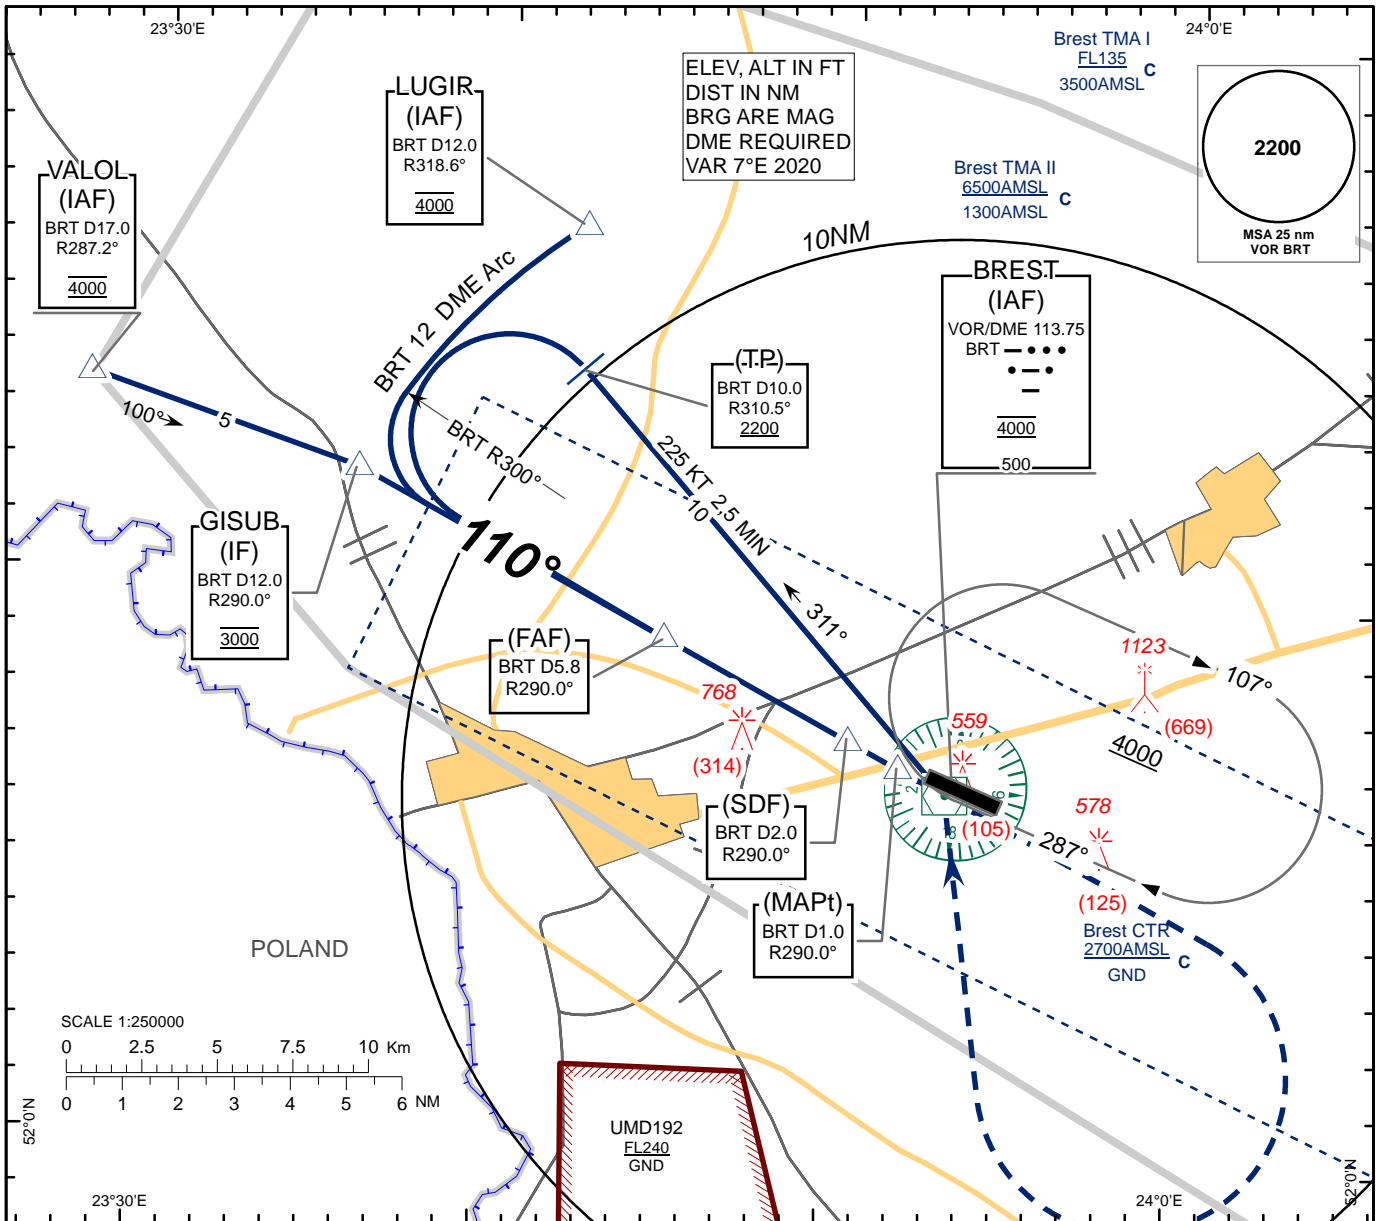 23°30'E
24°0'E
Brest TMA I
FL135
C
3500AMSL
ELEV, ALT IN FT
DIST IN NM
BRG ARE MAG
DME REQUIRED
VAR 7°E 2020
2200
MSA 25 nm
VOR BRT
LUGIR
(IAF)
BRT D12.0
R318.6°
4000
VALOL
(IAF)
BRT D17.0
R287.2°
4000
Brest TMA II
6500AMSL
C
1300AMSL
10NM
BREST
(IAF)
VOR/DME 113.75
BRT
4000
500
BRT 12 DME Arc
(TP)
BRT D10.0
R310.5°
2200
100°
5
BRT R300°
225 KT 2,5 MIN
10
311°
GISUB
(IF)
BRT D12.0
R290.0°
3000
110°
(FAF)
BRT D5.8
R290.0°
768
(314)
559
(105)
1123
(669)
107°
4000
578
(125)
287°
2
6
18
(SDF)
BRT D2.0
R290.0°
(MAPt)
BRT D1.0
R290.0°
Brest CTR
2700AMSL
C
GND
POLAND
SCALE 1:250000
0 2.5 5 7.5 10 Km
0 1 2 3 4 5 6 NM
UMD192
FL240
GND
52°0'N
52°0'N
23°30'E
24°0'E